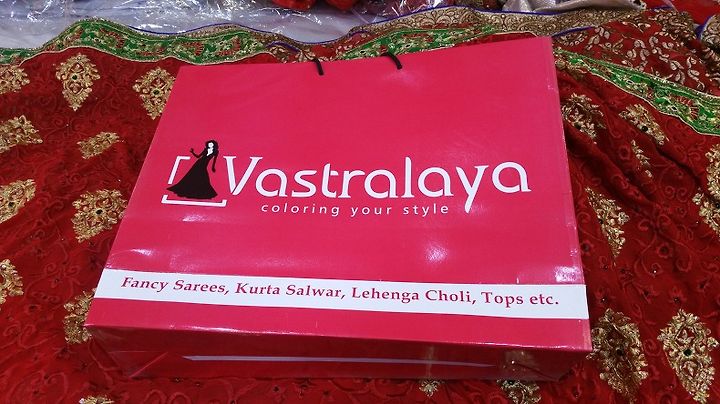 Vastralaya
coloring your style
Fancy Sarees, Kurta Salwar, Lehenga Choli, Tops etc.